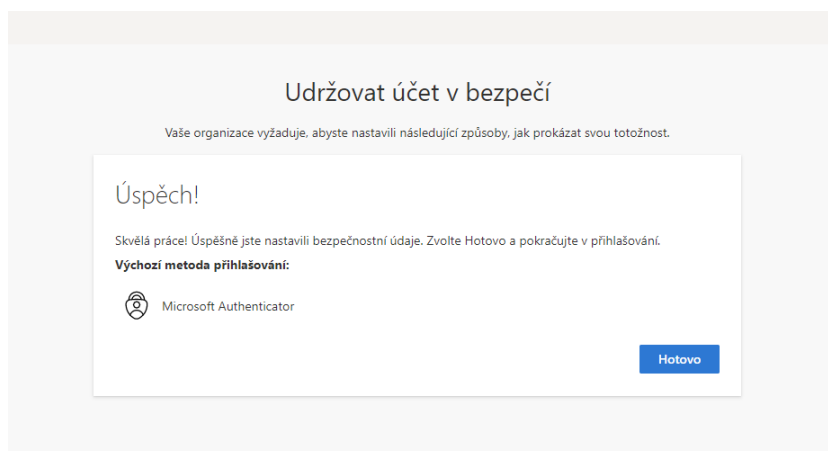 Udržovat účet v bezpečí
Vaše organizace vyžaduje, abyste nastavili následující způsoby, jak prokázat svou totožnost.
Úspěch!
Skvělá práce! Úspěšně jste nastavili bezpečnostní údaje. Zvolte Hotovo a pokračujte v přihlašování.
Výchozí metoda přihlašování:
Microsoft Authenticator
Hotovo